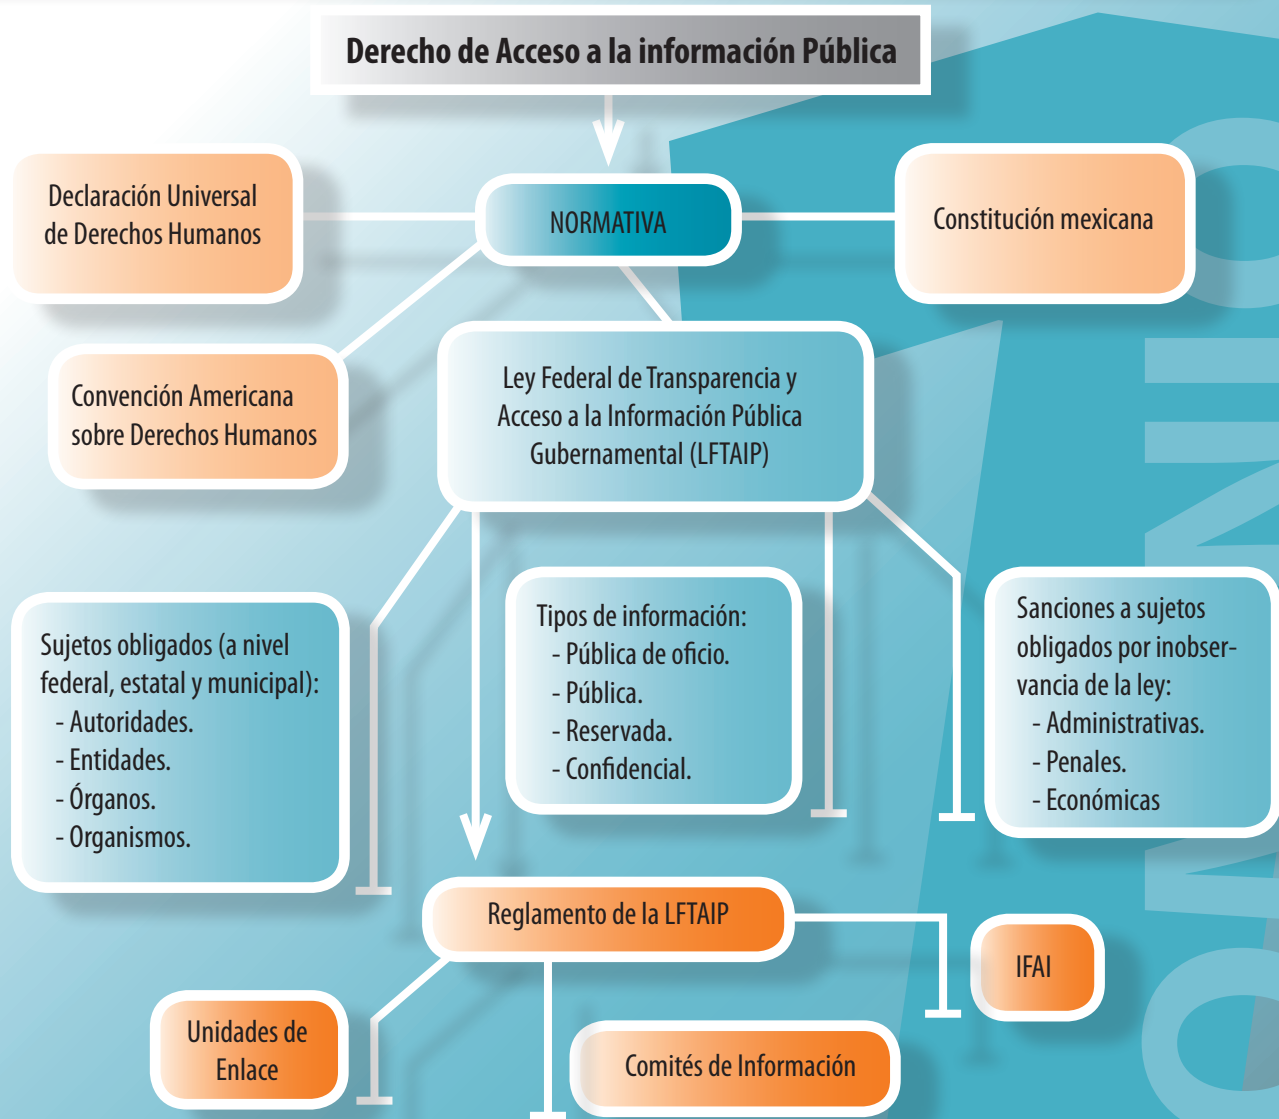 Derecho de Acceso a la información Pública
Declaración Universal
de Derechos Humanos
NORMATIVA
Constitución mexicana
Convención Americana
sobre Derechos Humanos
Ley Federal de Transparencia y
Acceso a la Información Pública
Gubernamental (LFTAIP)
Sujetos obligados (a nivel
federal, estatal y municipal):
- Autoridades.
- Entidades.
- Órganos.
- Organismos.
Tipos de información:
- Pública de oficio.
- Pública.
- Reservada.
- Confidencial.
Sanciones a sujetos
obligados por inobser-
vancia de la ley:
- Administrativas.
- Penales.
- Económicas
Reglamento de la LFTAIP
IFAI
Unidades de
Enlace
Comités de Información